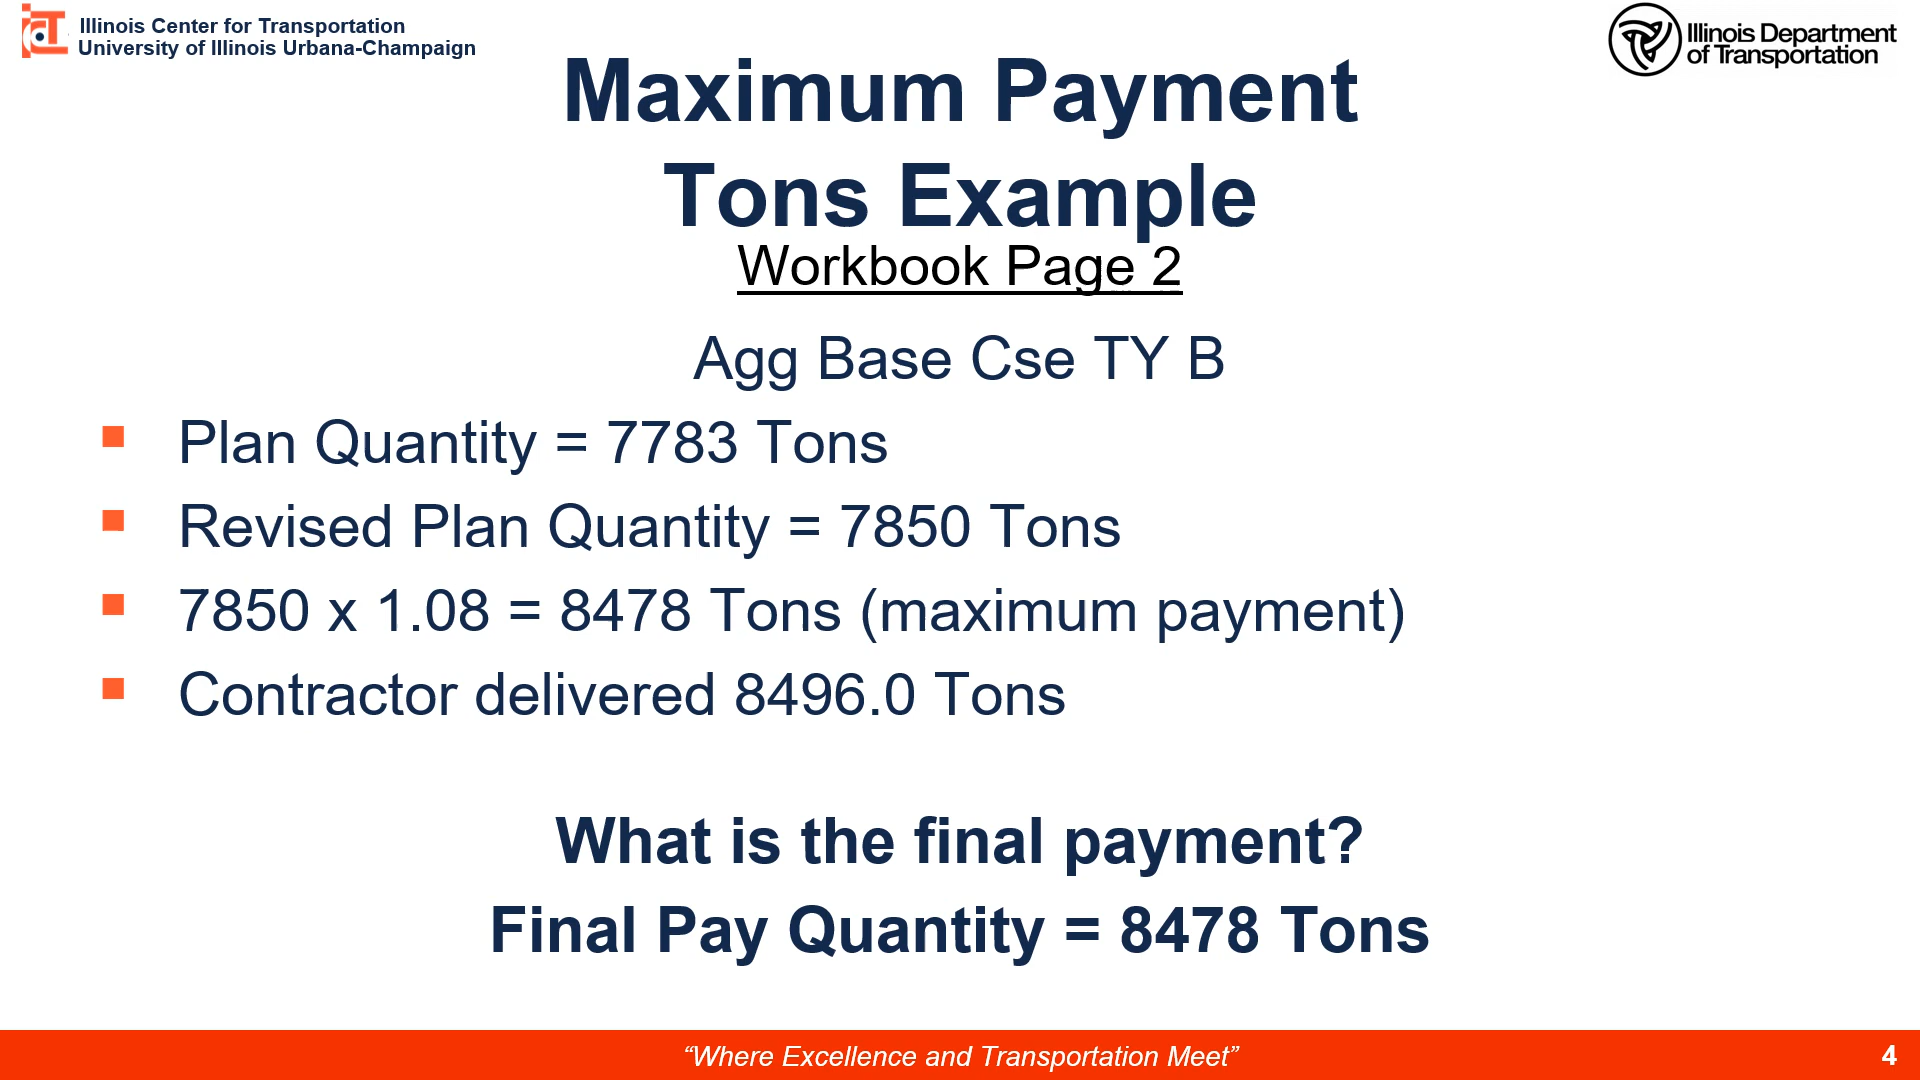 Illinois Center for Transportation
University of Illinois Urbana-Champaign
Illinois Department
of Transportation
Maximum Payment
Tons Example
Workbook Page 2
Agg Base Cse TY B
Plan Quantity = 7783 Tons
Revised Plan Quantity = 7850 Tons
7850 x 1.08 = 8478 Tons (maximum payment)
Contractor delivered 8496.0 Tons
What is the final payment?
Final Pay Quantity = 8478 Tons
“Where Excellence and Transportation Meet”
4